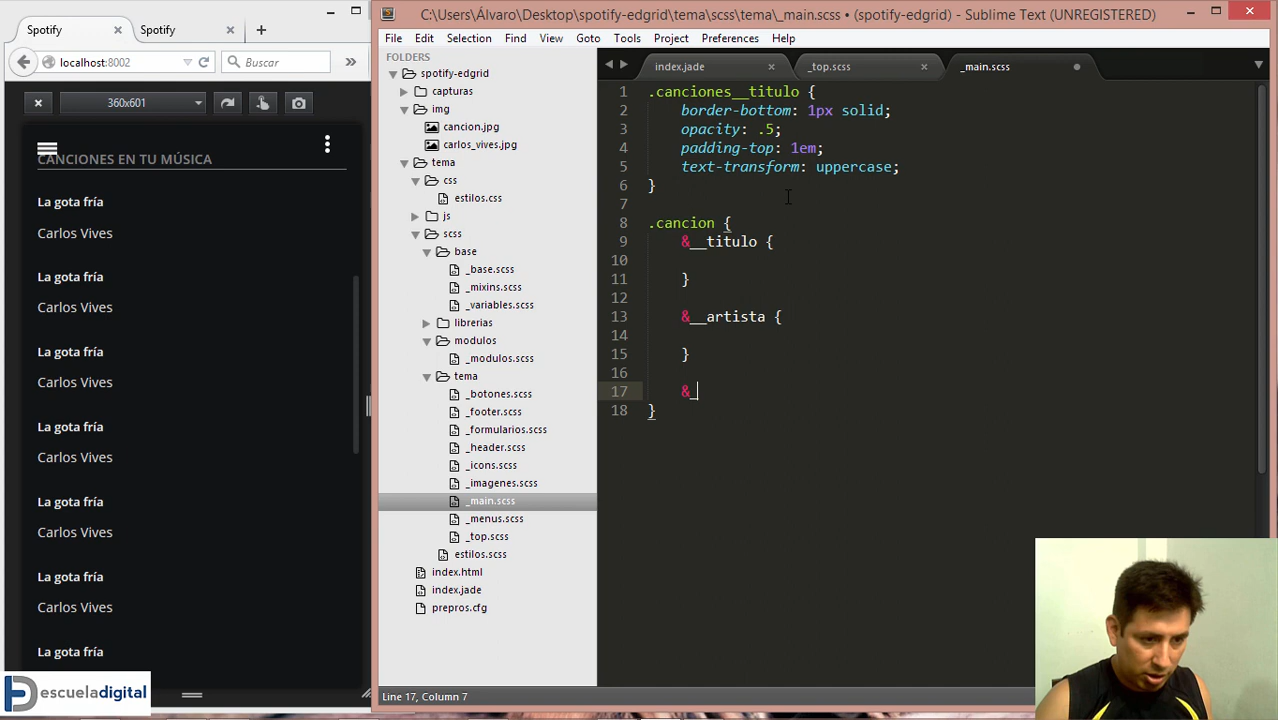 Spotify
Spotify
localhost:8002
Buscar
360x601
CANCIONES EN TU MÚSICA
La gota fría
Carlos Vives
La gota fría
Carlos Vives
La gota fría
Carlos Vives
La gota fría
Carlos Vives
La gota fría
Carlos Vives
La gota fría
Carlos Vives
La gota fría
escueladigital
C:\Users\Álvaro\Desktop\spotify-edgrid\tema\scss\tema\_main.scss • (spotify-edgrid) - Sublime Text (UNREGISTERED)
File Edit Selection Find View Goto Tools Project Preferences Help
FOLDERS
spotify-edgrid
capturas
img
cancion.jpg
carlos_vives.jpg
tema
css
estilos.css
js
scss
base
_base.scss
_mixins.scss
_variables.scss
librerias
modulos
_modulos.scss
tema
_botones.scss
_footer.scss
_formularios.scss
_header.scss
_icons.scss
_imagenes.scss
_main.scss
_menus.scss
_top.scss
estilos.scss
index.html
index.jade
prepros.cfg
index.jade
_top.scss
_main.scss
1 .canciones__titulo {
2 border-bottom: 1px solid;
3 opacity: .5;
4 padding-top: 1em;
5 text-transform: uppercase;
6 }
7
8 .cancion {
9 &__titulo {
10
11 }
12
13 &__artista {
14
15 }
16
17 &_
18 }
Line 17, Column 7